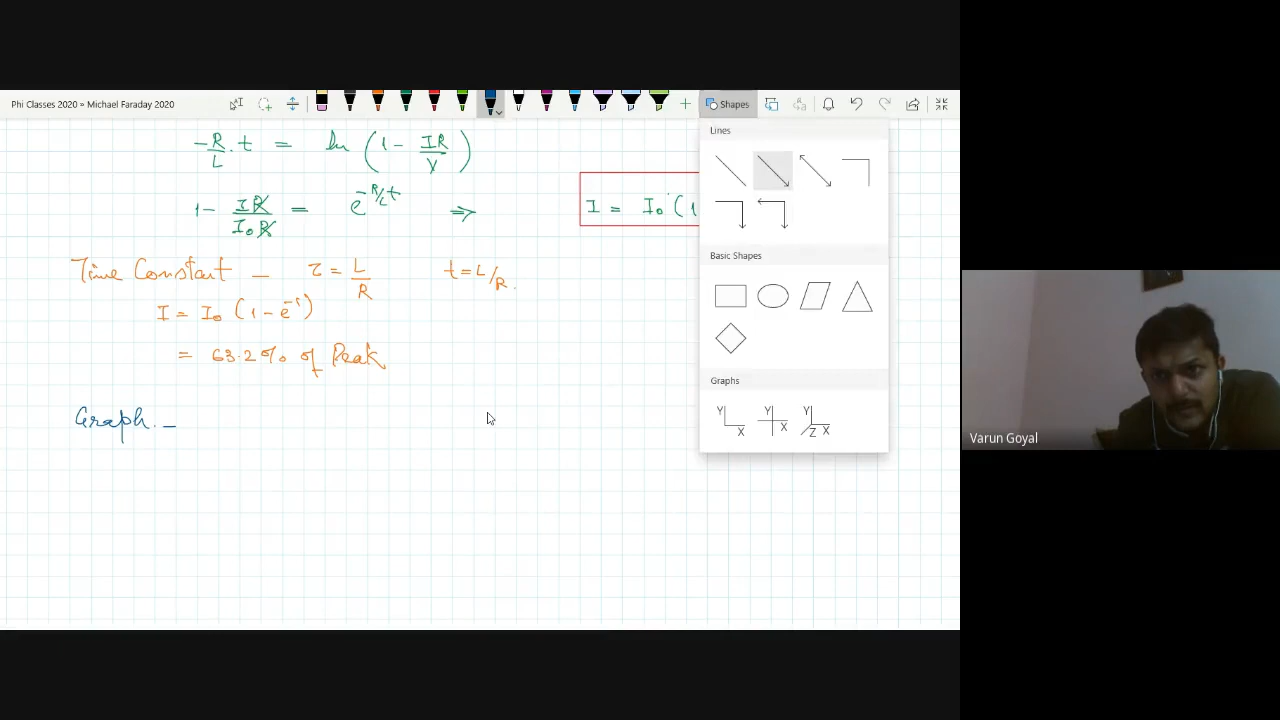 Phi Classes 2020 » Michael Faraday 2020
Shapes
Lines
Basic Shapes
Graphs
Y X Y X Y Z X
-R/L . t = ln (1 - IR/V)
1 - IR/I₀R = e^-R/L t ⇒
I = I₀ (1
Time Constant - τ = L/R t = L/R.
I = I₀ (1 - e⁻¹)
= 63.2% of Peak
Graph. -
Varun Goyal